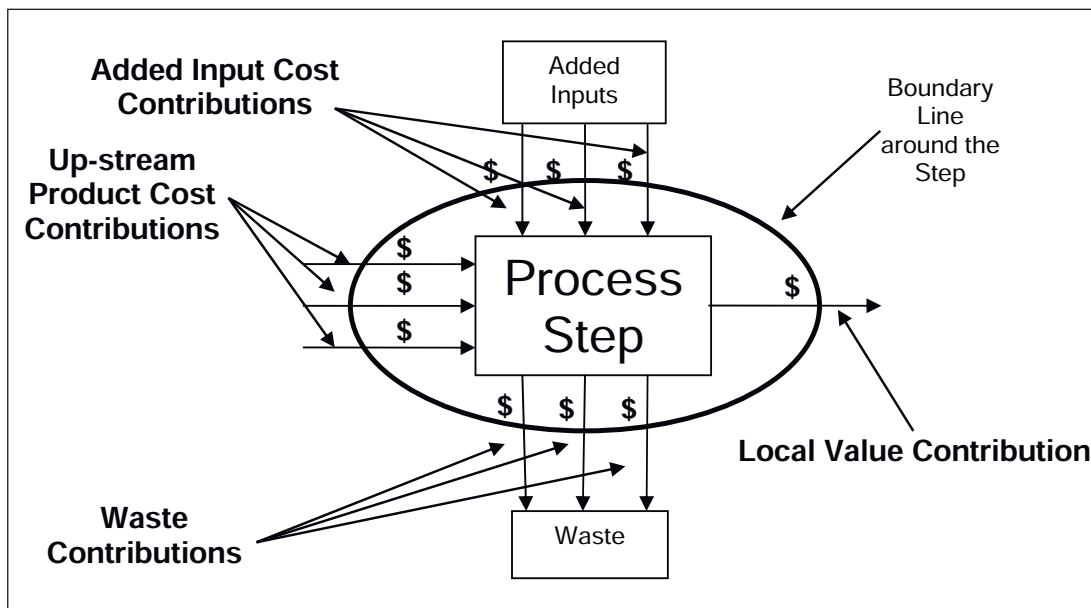 Added Input Cost
Contributions
Added
Inputs
Boundary
Line
around the
Step
Up-stream
Product Cost
Contributions
$ $ $
$
$
$
Process
Step
$
$ $ $
Local Value Contribution
Waste
Contributions
Waste